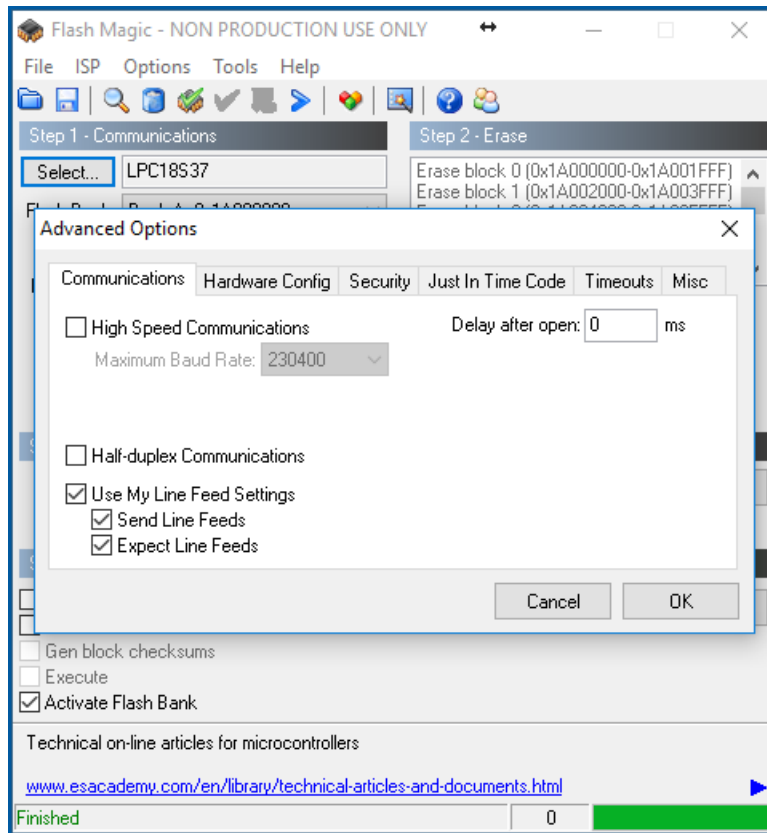 Flash Magic - NON PRODUCTION USE ONLY
File ISP Options Tools Help
Step 1 - Communications
Step 2 - Erase
Select... LPC18S37
Erase block 0 (0x1A000000-0x1A001FFF)
Erase block 1 (0x1A002000-0x1A003FFF)
Advanced Options
Communications Hardware Config Security Just In Time Code Timeouts Misc
High Speed Communications
Delay after open: 0 ms
Maximum Baud Rate: 230400
Half-duplex Communications
Use My Line Feed Settings
Send Line Feeds
Expect Line Feeds
Cancel OK
Gen block checksums
Execute
Activate Flash Bank
Technical on-line articles for microcontrollers
www.esacademy.com/en/library/technical-articles-and-documents.html
Finished 0